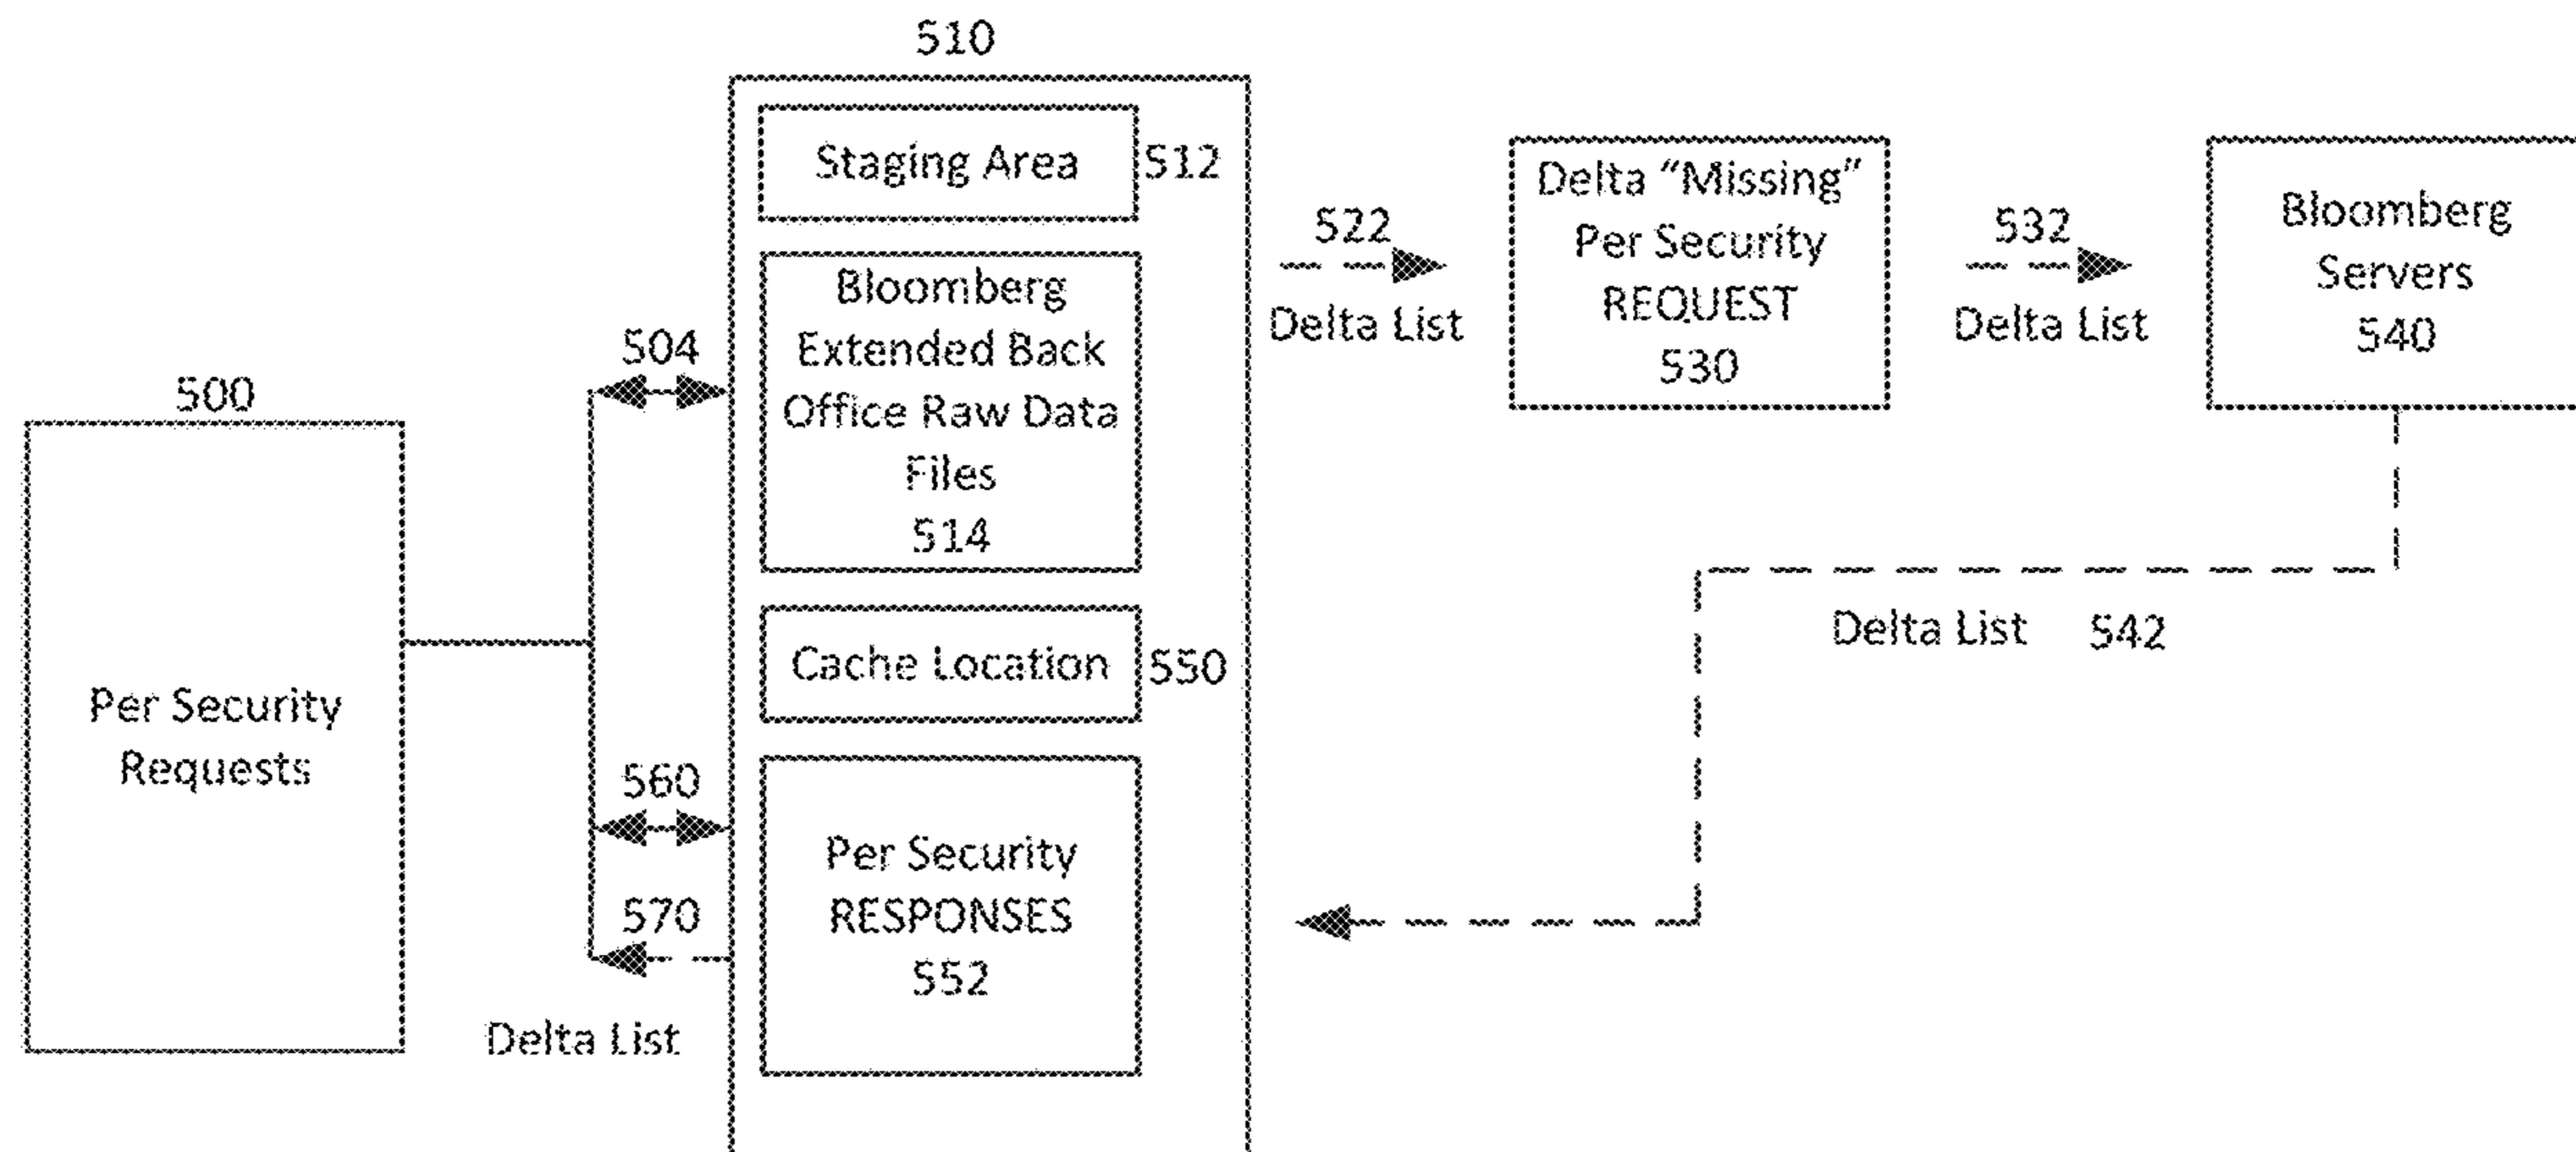 510
Staging Area
512
Bloomberg
Extended Back
Office Raw Data
Files
514
Cache Location
550
Per Security
RESPONSES
552
500
Per Security
Requests
504
560
570
Delta List
522
Delta List
Delta "Missing"
Per Security
REQUEST
530
532
Delta List
Bloomberg
Servers
540
Delta List 542